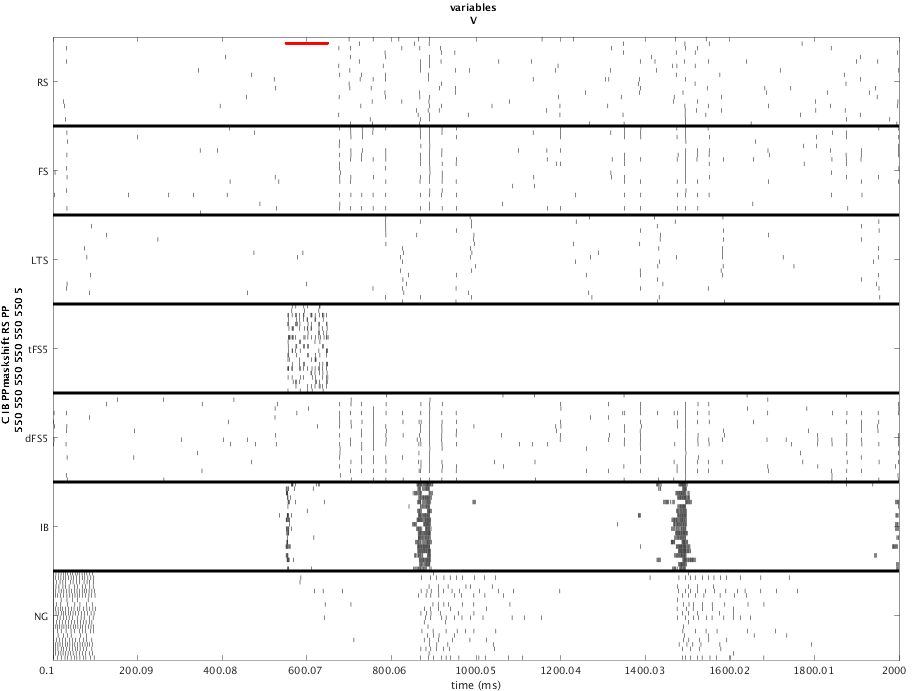 variables
V
RS
FS
LTS
tFS5
dFS5
IB
NG
C IB PPmaskshift RS PP
550 550 550 550 550 550 5
0.1 200.09 400.08 600.07 800.06 1000.05 1200.04 1400.03 1600.02 1800.01 2000
time (ms)